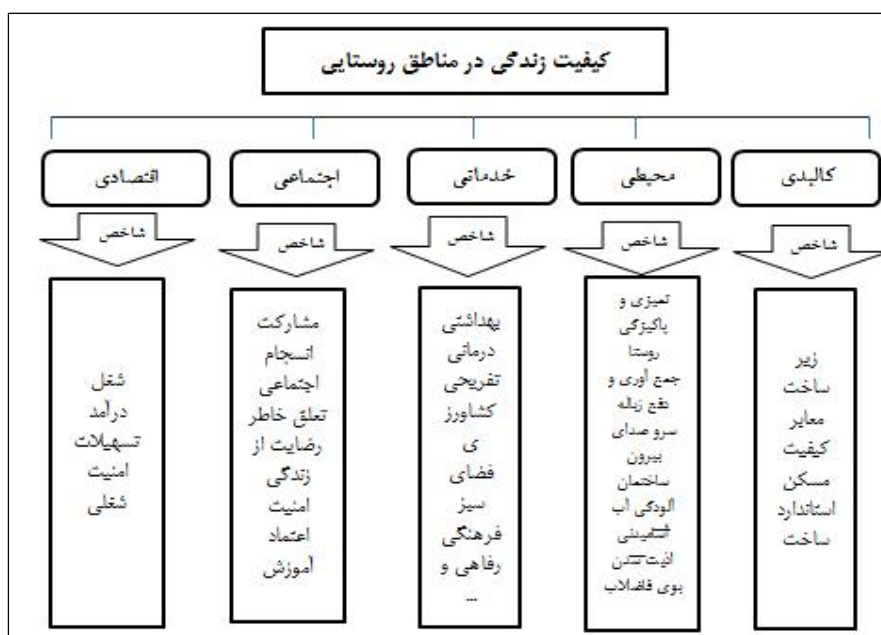 کیفیت زندگی در مناطق روستایی
کالبدی
محیطی
خدماتی
اجتماعی
اقتصادی
شاخص
شاخص
شاخص
شاخص
شاخص
زیر
ساخت
معابر
کیفیت
مسکن
استاندارد
ساخت
تمیزی و
پاکیزگی
روستا
جمع آوری و
دفع زباله
سرو صدای
بیرون
ساختمان
آلودگی آب
آشامیدنی
اذیت شدن
بوی فاضلاب
بهداشتی
درمانی
تفریحی
کشاورز
ی
فضای
سبز
فرهنگی
رفاهی و
...
مشارکت
انسجام
اجتماعی
تعلق خاطر
رضایت از
زندگی
امنیت
اعتماد
آموزش
شغل
درآمد
تسهیلات
امنیت
شغلی